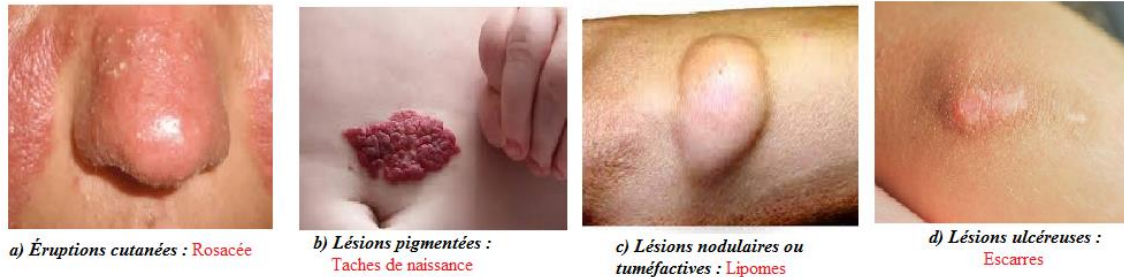 a) Éruptions cutanées : Rosacée
b) Lésions pigmentées :
Taches de naissance
c) Lésions nodulaires ou
tuméfactives : Lipomes
d) Lésions ulcéreuses :
Escarres